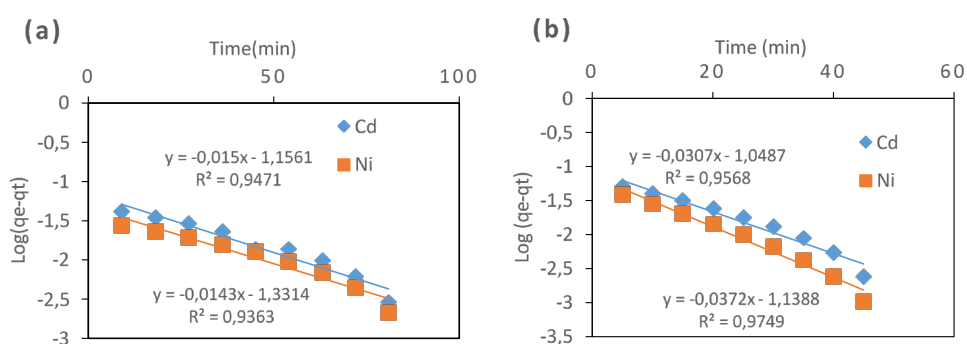 (a)
Time(min)
0 50 100
0
-0,5
-1
-1,5
-2
-2,5
-3
Log(qe-qt)
Cd
Ni
y = -0,015x - 1,1561
R² = 0,9471
y = -0,0143x - 1,3314
R² = 0,9363
(b)
Time (min)
0 20 40 60
0
-0,5
-1
-1,5
-2
-2,5
-3
-3,5
Log (qe-qt)
Cd
Ni
y = -0,0307x - 1,0487
R² = 0,9568
y = -0,0372x - 1,1388
R² = 0,9749